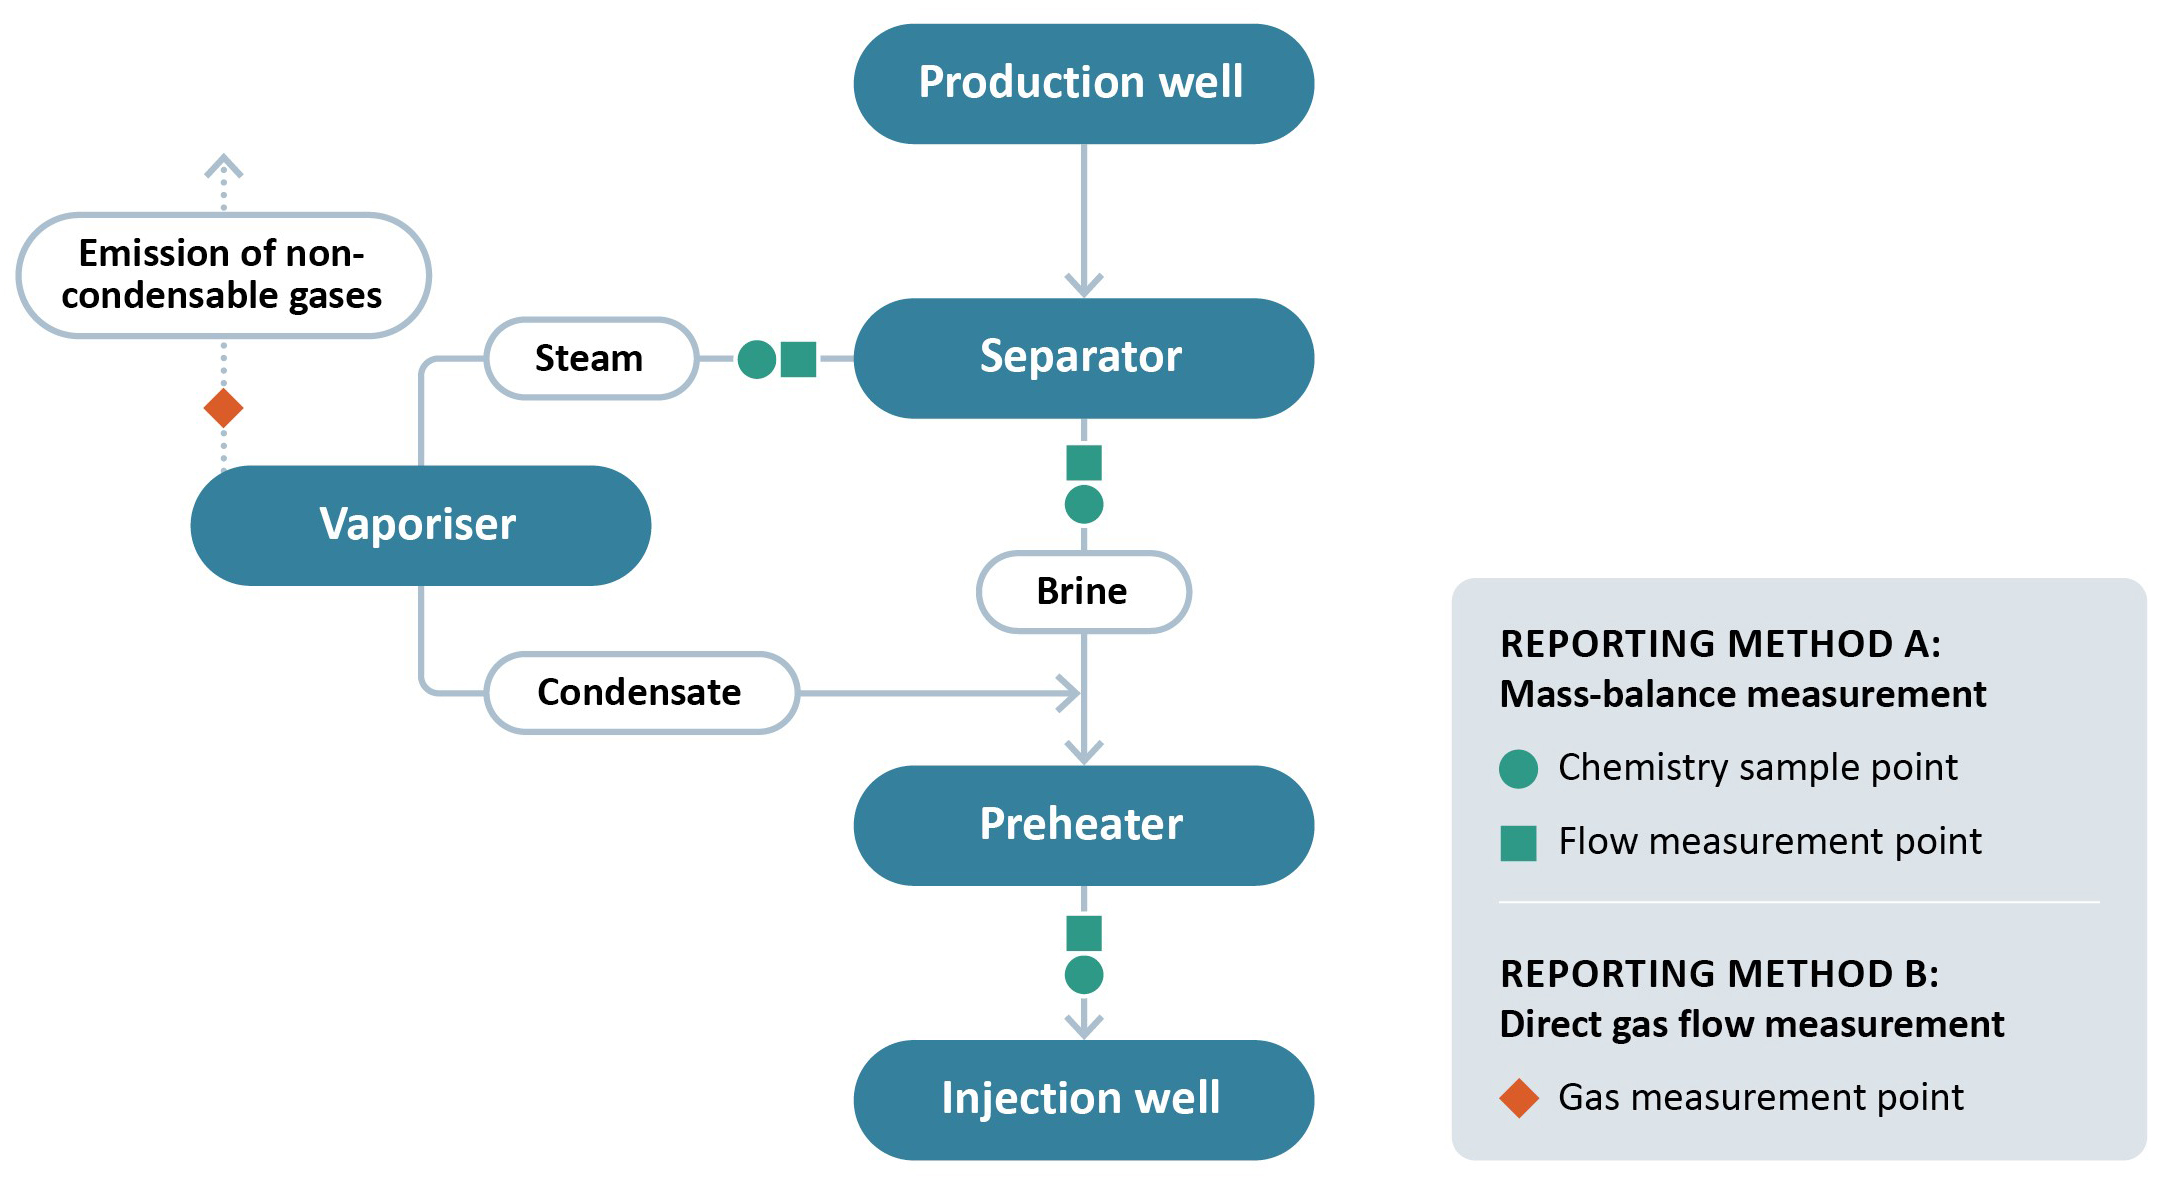 Production well
Emission of non-
condensable gases
Steam
Separator
Vaporiser
Brine
Condensate
Preheater
Injection well
REPORTING METHOD A:
Mass-balance measurement
Chemistry sample point
Flow measurement point
REPORTING METHOD B:
Direct gas flow measurement
Gas measurement point